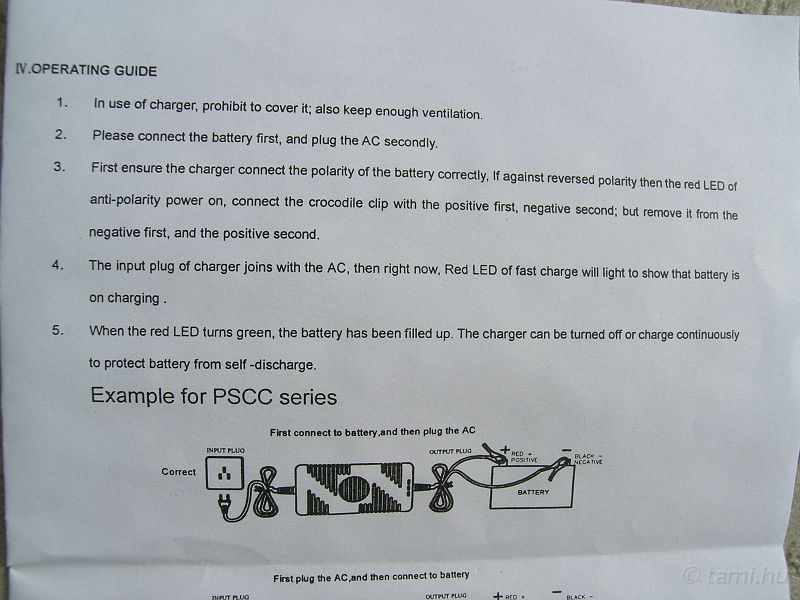 Ⅳ.OPERATING GUIDE
1. In use of charger, prohibit to cover it; also keep enough ventilation.
2. Please connect the battery first, and plug the AC secondly.
3. First ensure the charger connect the polarity of the battery correctly, If against reversed polarity then the red LED of
anti-polarity power on, connect the crocodile clip with the positive first, negative second; but remove it from the
negative first, and the positive second.
4. The input plug of charger joins with the AC, then right now, Red LED of fast charge will light to show that battery is
on charging .
5. When the red LED turns green, the battery has been filled up. The charger can be turned off or charge continuously
to protect battery from self -discharge.
Example for PSCC series
First connect to battery,and then plug the AC
INPUT PLUG
OUTPUT PLUG
+ RED +
POSITIVE
− BLACK −
NEGATIVE
Correct
BATTERY
First plug the AC,and then connect to battery
INPUT PLUG
OUTPUT PLUG
+ RED +
− BLACK −
© tami.hu